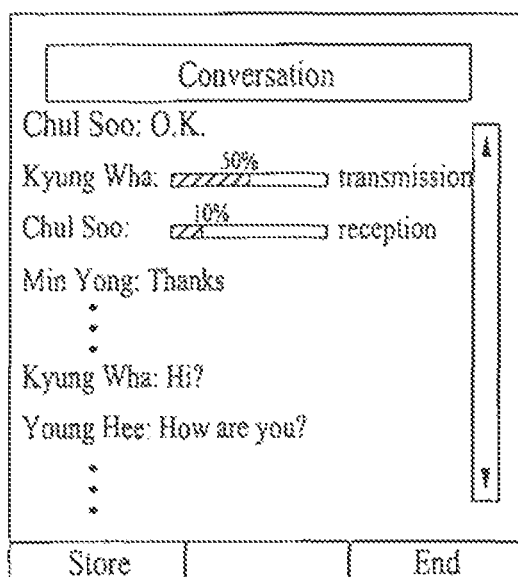 Conversation
Chul Soo: O.K.
50%
Kyung Wha: transmission
10%
Chul Soo: reception
Min Yong: Thanks
Kyung Wha: Hi?
Young Hee: How are you?
Store End